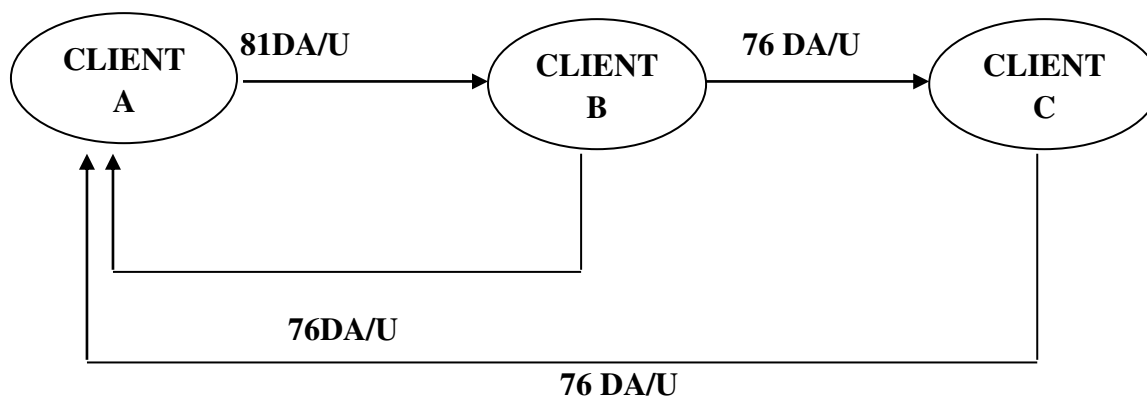 CLIENT
A
81DA/U
CLIENT
B
76 DA/U
CLIENT
C
76DA/U
76 DA/U